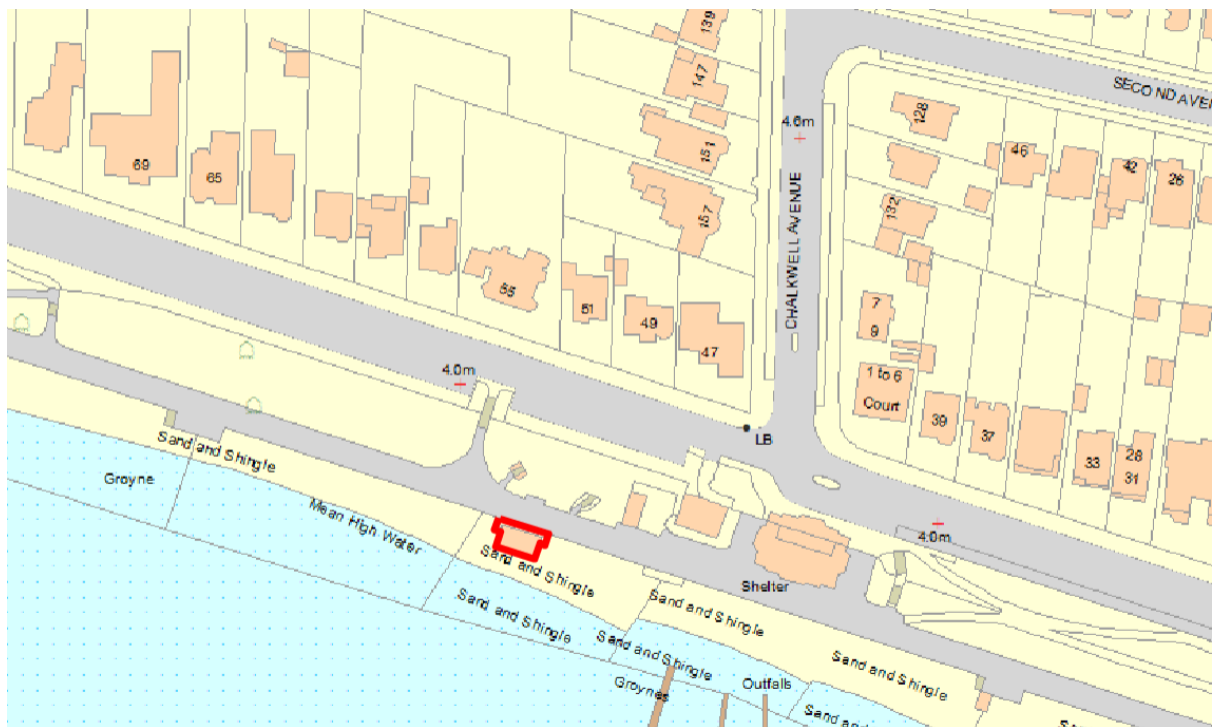 139
147
151
157
69
65
55
51
49
47
4.6m
CHALKWELL AVENUE
SECOND AVEN
128
46
42
26
132
7
9
1 to 6
Court
39
37
33
28
31
4.0m
LB
4.0m
Sand and Shingle
Groyne
Mean High Water
Sand and Shingle
Sand and Shingle
Shelter
Sand and Shingle
Sand and Shingle
Sand and Shingle
Groynes
Outfalls